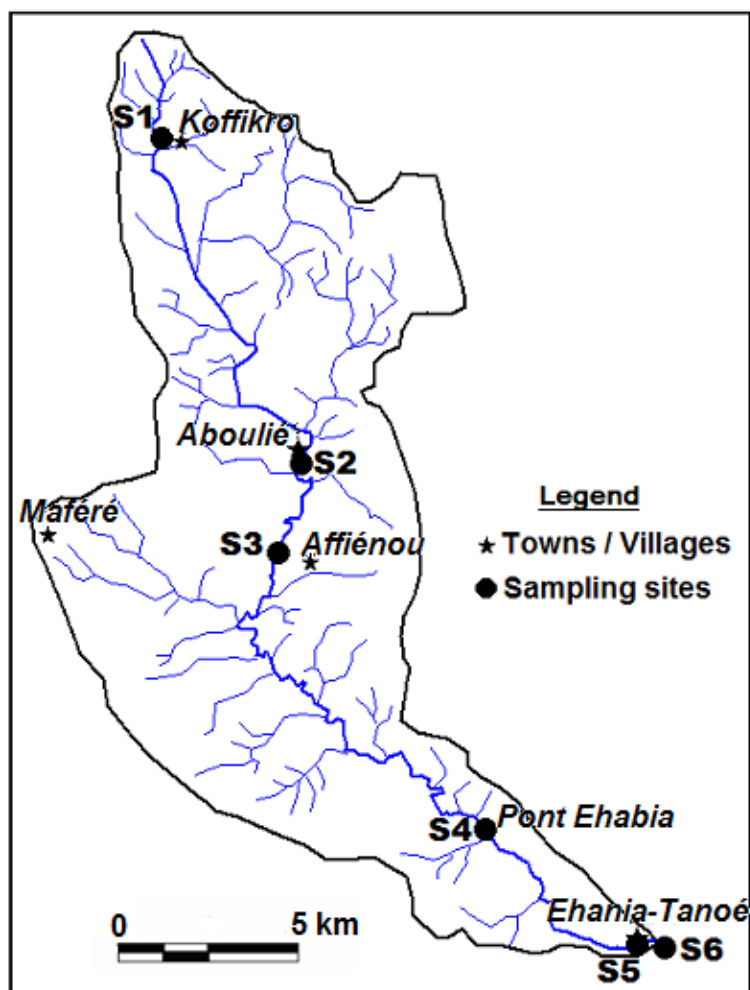 S1
Koffikro
Aboulié
S2
Maféré
S3
Affiénou
Legend
Towns / Villages
Sampling sites
S4
Pont Ehabia
Ehania-Tanoé
S5
S6
0 5 km